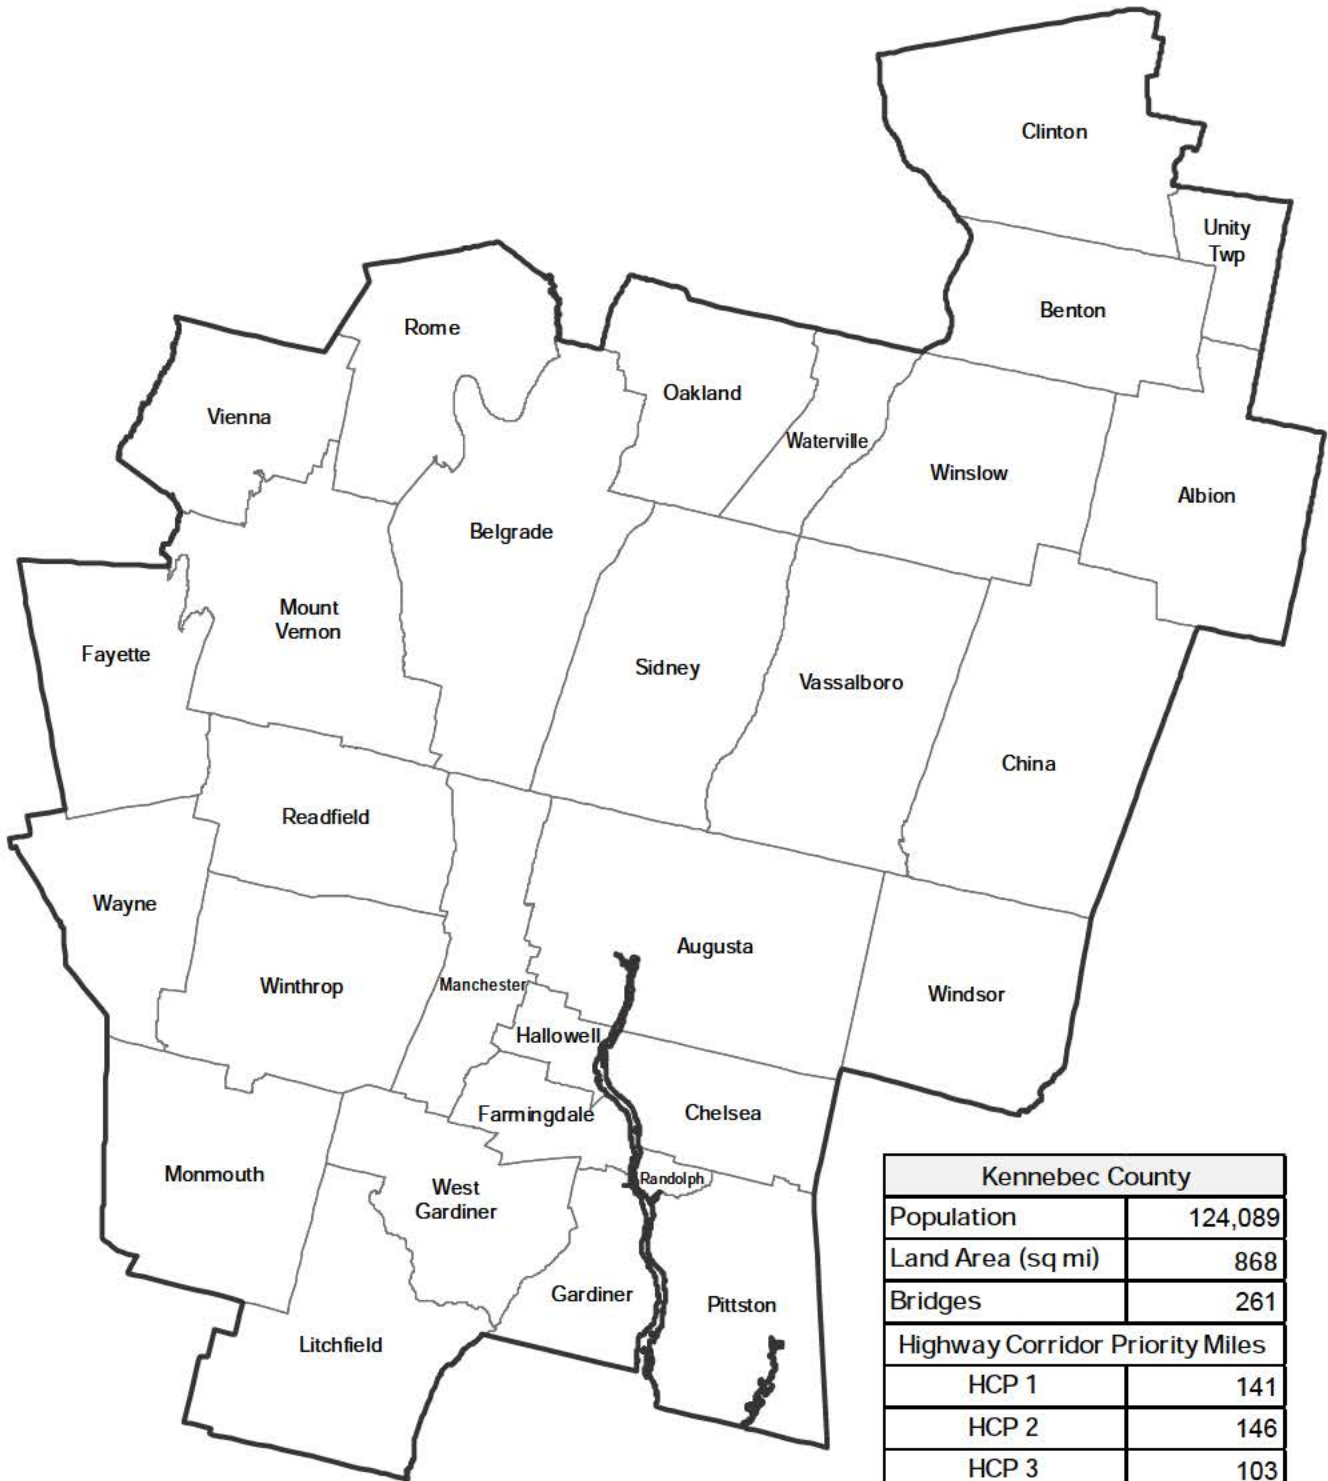 Clinton
Unity
Twp
Benton
Rome
Oakland
Vienna
Waterville
Winslow
Albion
Belgrade
Mount
Vernon
Fayette
Sidney
Vassalboro
China
Readfield
Wayne
Augusta
Winthrop
Manchester
Windsor
Hallowell
Farmingdale
Chelsea
Monmouth
West
Gardiner
Randolph
Gardiner
Pittston
Litchfield
Kennebec County
Population 124,089
Land Area (sq mi) 868
Bridges 261
Highway Corridor Priority Miles
HCP 1 141
HCP 2 146
HCP 3 103